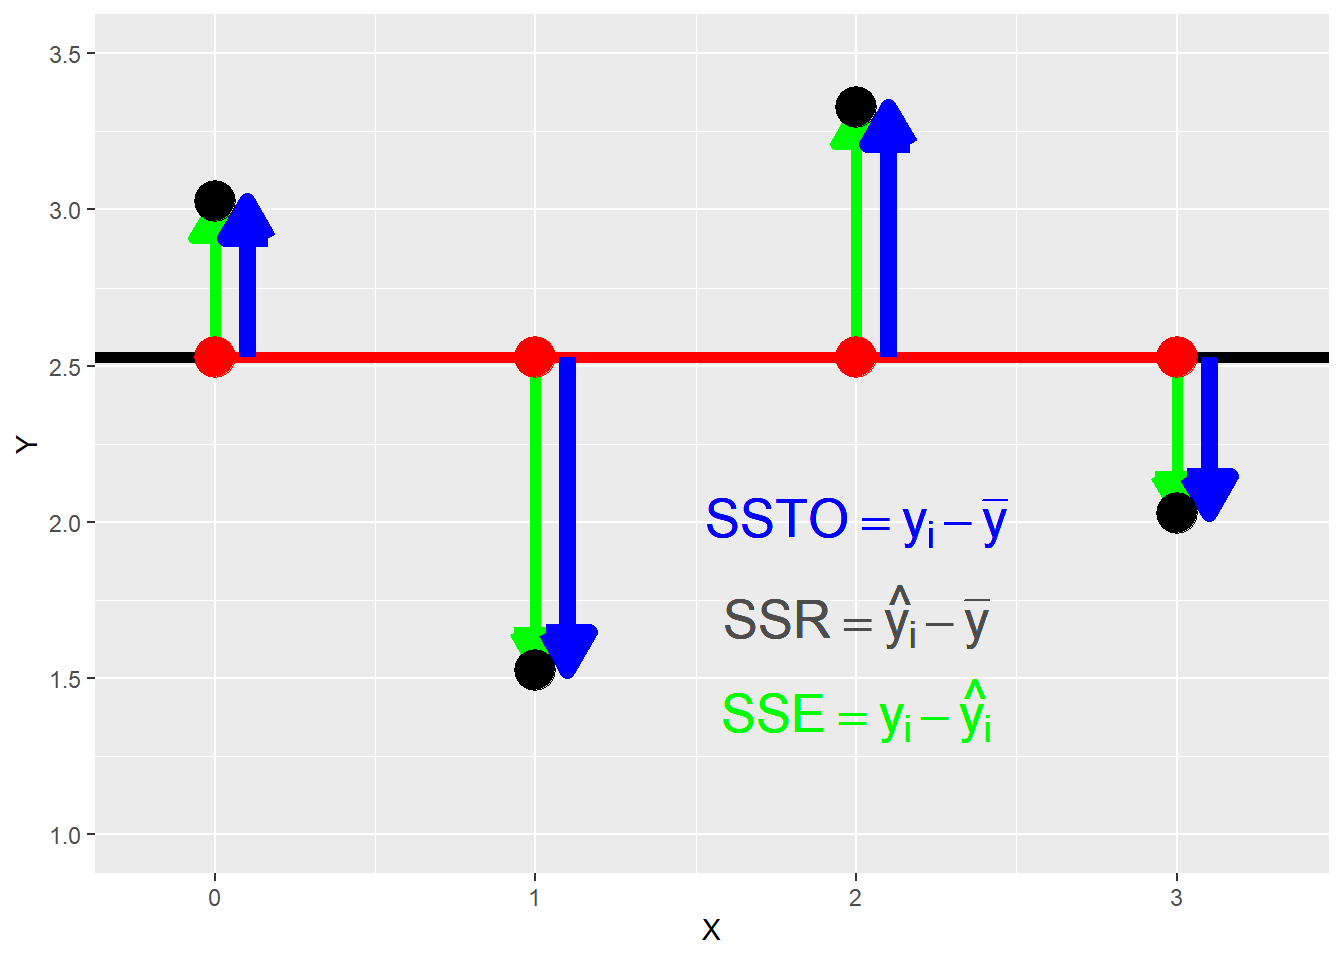 3.5
3.0
2.5
2.0
1.5
1.0
Y
SSTO = yᵢ − y̅
SSR = ŷᵢ − y̅
SSE = yᵢ − ŷᵢ
0 1 2 3
X